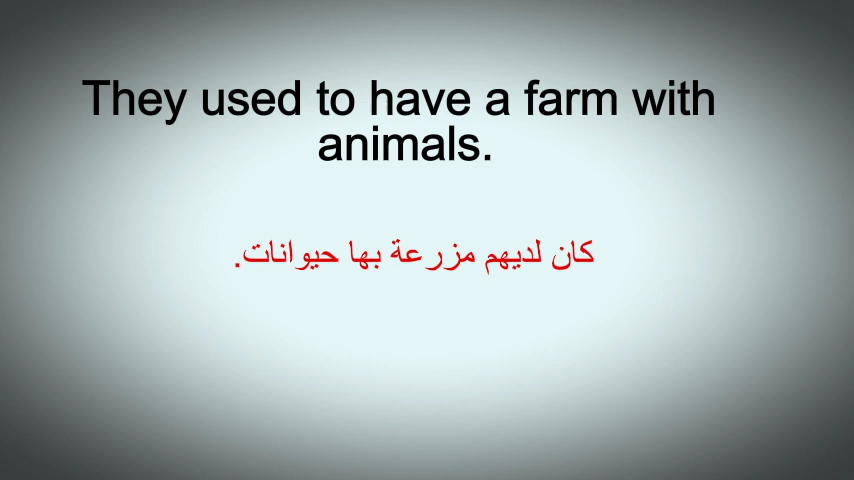 They used to have a farm with
animals.
كان لديهم مزرعة بها حيوانات.